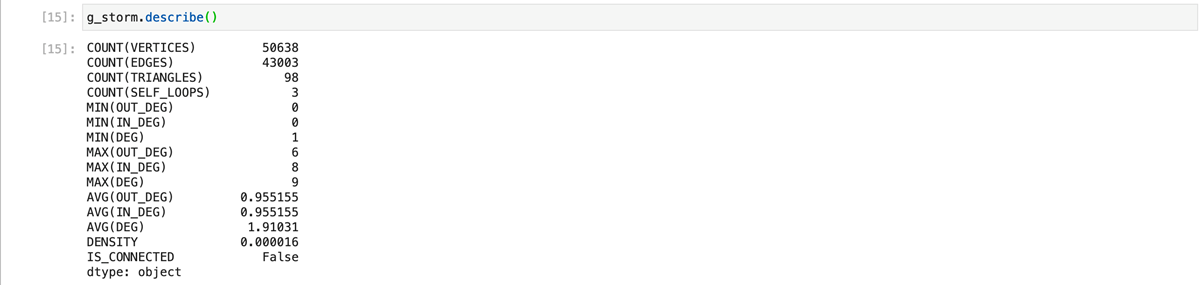 [15]: g_storm.describe()
[15]: COUNT(VERTICES) 50638
COUNT(EDGES) 43003
COUNT(TRIANGLES) 98
COUNT(SELF_LOOPS) 3
MIN(OUT_DEG) 0
MIN(IN_DEG) 0
MIN(DEG) 1
MAX(OUT_DEG) 6
MAX(IN_DEG) 8
MAX(DEG) 9
AVG(OUT_DEG) 0.955155
AVG(IN_DEG) 0.955155
AVG(DEG) 1.91031
DENSITY 0.000016
IS_CONNECTED False
dtype: object